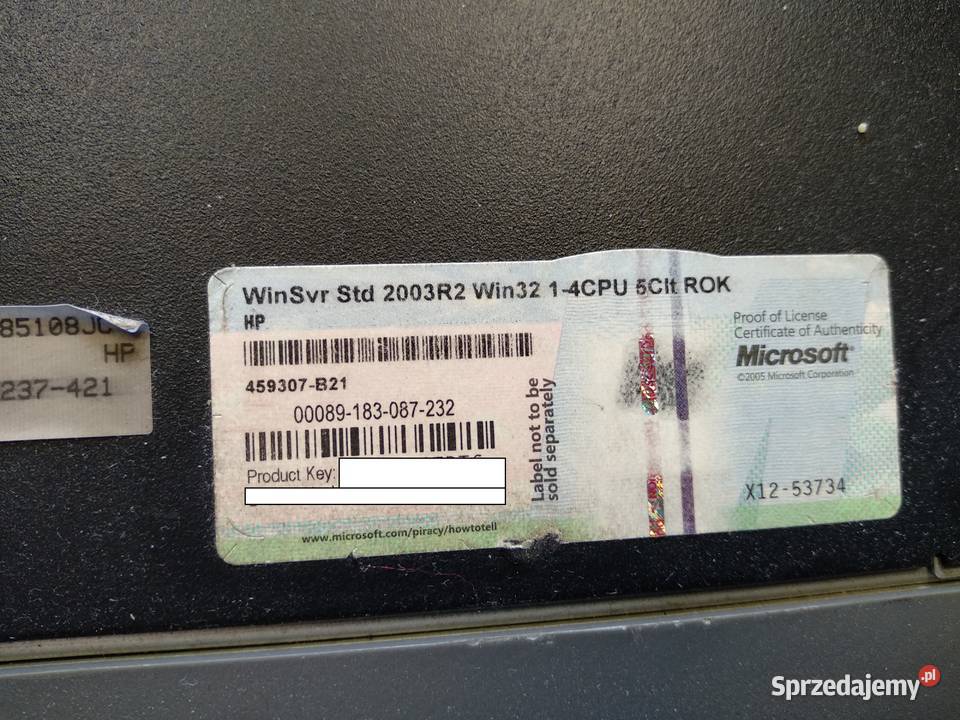 WinSvr Std 2003R2 Win32 1-4CPU 5Clt ROK
HP
459307-B21
00089-183-087-232
Product Key:
www.microsoft.com/piracy/howtotell
Label not to be
sold separately
Proof of License
Certificate of Authenticity
Microsoft®
©2005 Microsoft Corporation
X12-53734
85108JC
HP
237-421
Sprzedajemy.pl